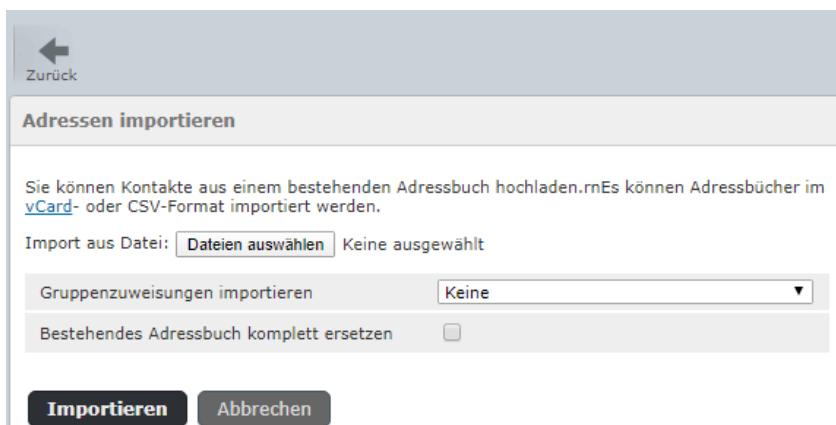 Zurück
Adressen importieren
Sie können Kontakte aus einem bestehenden Adressbuch hochladen.rnEs können Adressbücher im
vCard- oder CSV-Format importiert werden.
Import aus Datei: Dateien auswählen Keine ausgewählt
Gruppenzuweisungen importieren Keine
Bestehendes Adressbuch komplett ersetzen
Importieren Abbrechen